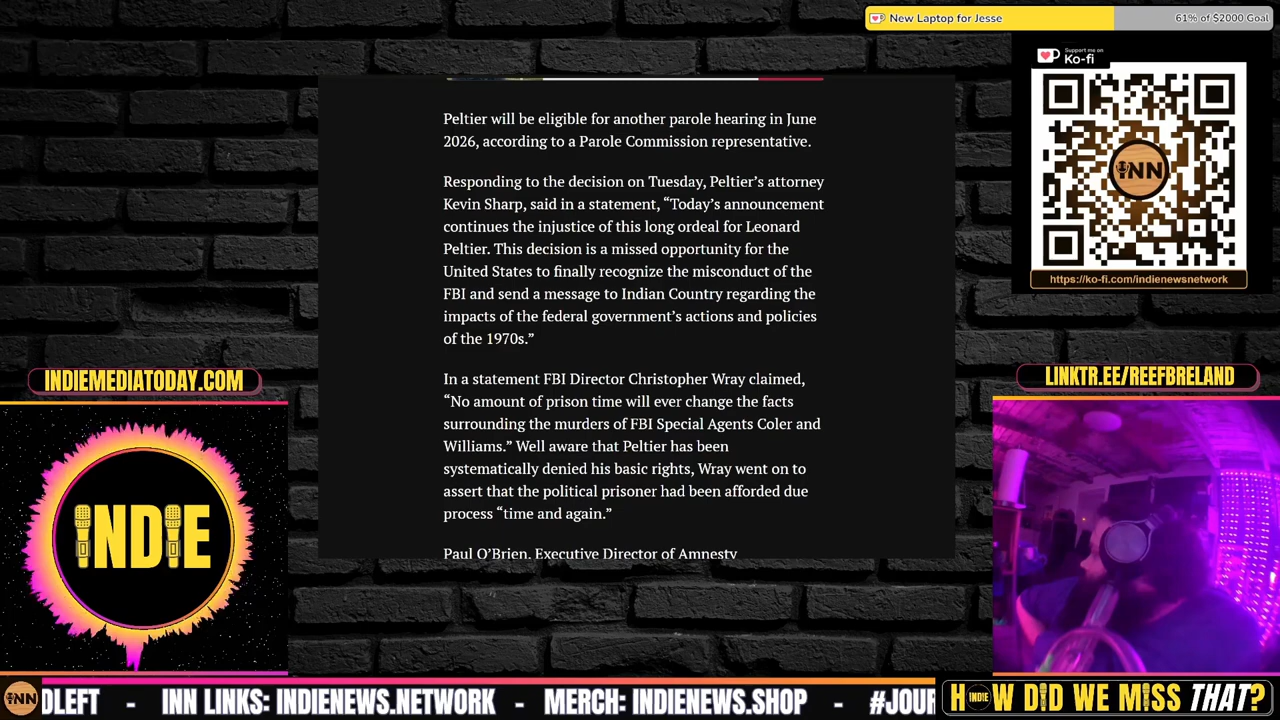 New Laptop for Jesse
61% of $2000 Goal
Support me on
Ko-fi
INN
https://ko-fi.com/indienewsnetwork
Peltier will be eligible for another parole hearing in June
2026, according to a Parole Commission representative.
Responding to the decision on Tuesday, Peltier’s attorney
Kevin Sharp, said in a statement, “Today’s announcement
continues the injustice of this long ordeal for Leonard
Peltier. This decision is a missed opportunity for the
United States to finally recognize the misconduct of the
FBI and send a message to Indian Country regarding the
impacts of the federal government’s actions and policies
of the 1970s.”
In a statement FBI Director Christopher Wray claimed,
“No amount of prison time will ever change the facts
surrounding the murders of FBI Special Agents Coler and
Williams.” Well aware that Peltier has been
systematically denied his basic rights, Wray went on to
assert that the political prisoner had been afforded due
process “time and again.”
Paul O’Brien, Executive Director of Amnesty
INDIEMEDIATODAY.COM
LINKTR.EE/REEFBRELAND
INDIE
INN
DLEFT - INN LINKS: INDIENEWS.NETWORK - MERCH: INDIENEWS.SHOP - #JOUR
HOW DID WE MISS THAT?
INDIE